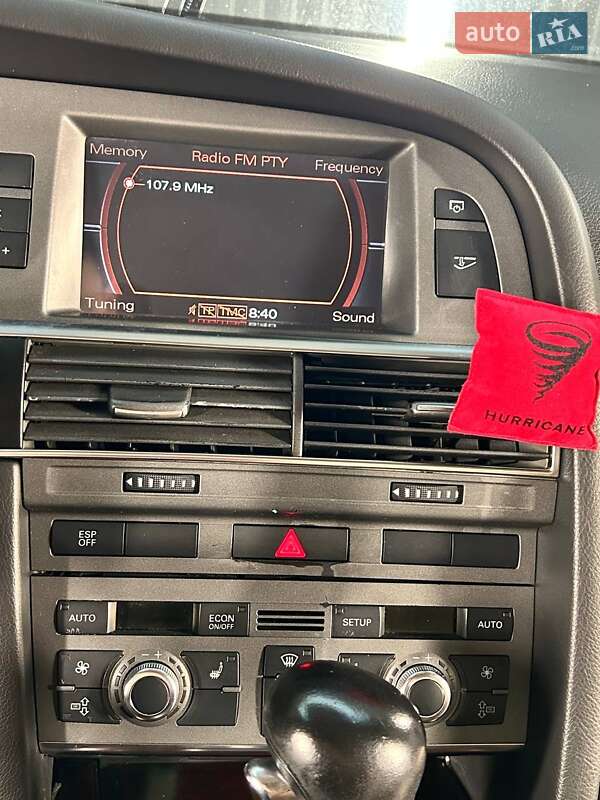 auto RIA.com
Memory
Radio FM PTY
Frequency
107.9 MHz
Tuning
TP TMC 8:40
Sound
HURRICANE
ESP
OFF
AUTO
ECON
ON/OFF
SETUP
AUTO